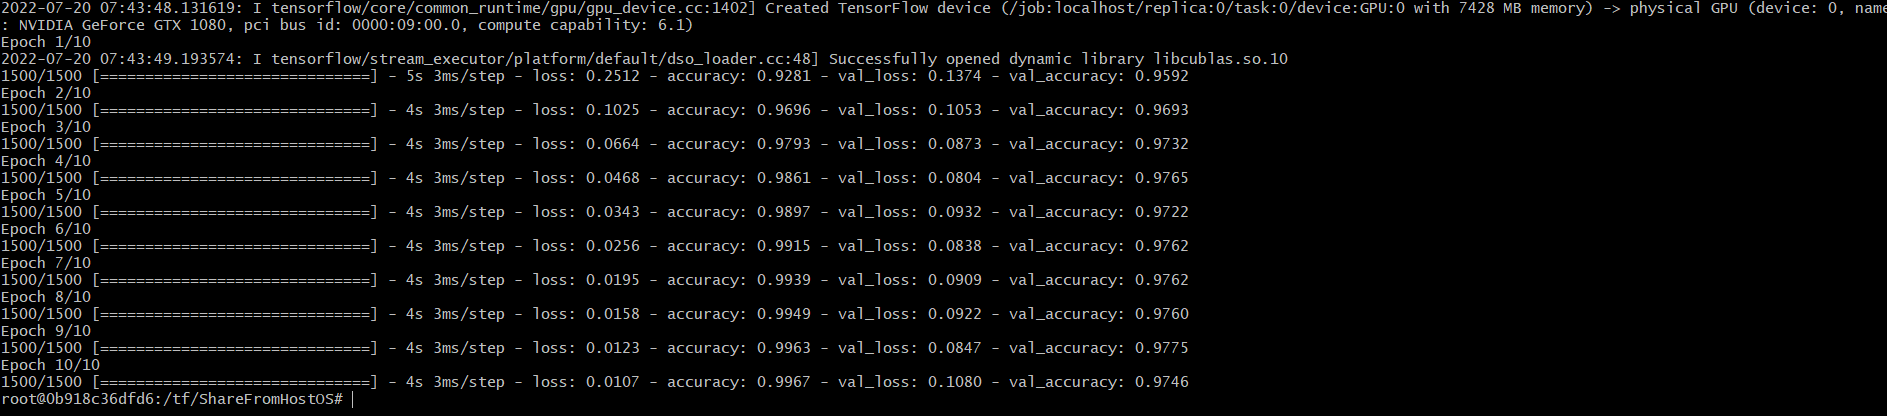 2022-07-20 07:43:48.131619: I tensorflow/core/common_runtime/gpu/gpu_device.cc:1402] Created TensorFlow device (/job:localhost/replica:0/task:0/device:GPU:0 with 7428 MB memory) -> physical GPU (device: 0, name
: NVIDIA GeForce GTX 1080, pci bus id: 0000:09:00.0, compute capability: 6.1)
Epoch 1/10
2022-07-20 07:43:49.193574: I tensorflow/stream_executor/platform/default/dso_loader.cc:48] Successfully opened dynamic library libcublas.so.10
1500/1500 [==============================] - 5s 3ms/step - loss: 0.2512 - accuracy: 0.9281 - val_loss: 0.1374 - val_accuracy: 0.9592
Epoch 2/10
1500/1500 [==============================] - 4s 3ms/step - loss: 0.1025 - accuracy: 0.9696 - val_loss: 0.1053 - val_accuracy: 0.9693
Epoch 3/10
1500/1500 [==============================] - 4s 3ms/step - loss: 0.0664 - accuracy: 0.9793 - val_loss: 0.0873 - val_accuracy: 0.9732
Epoch 4/10
1500/1500 [==============================] - 4s 3ms/step - loss: 0.0468 - accuracy: 0.9861 - val_loss: 0.0804 - val_accuracy: 0.9765
Epoch 5/10
1500/1500 [==============================] - 4s 3ms/step - loss: 0.0343 - accuracy: 0.9897 - val_loss: 0.0932 - val_accuracy: 0.9722
Epoch 6/10
1500/1500 [==============================] - 4s 3ms/step - loss: 0.0256 - accuracy: 0.9915 - val_loss: 0.0838 - val_accuracy: 0.9762
Epoch 7/10
1500/1500 [==============================] - 4s 3ms/step - loss: 0.0195 - accuracy: 0.9939 - val_loss: 0.0909 - val_accuracy: 0.9762
Epoch 8/10
1500/1500 [==============================] - 4s 3ms/step - loss: 0.0158 - accuracy: 0.9949 - val_loss: 0.0922 - val_accuracy: 0.9760
Epoch 9/10
1500/1500 [==============================] - 4s 3ms/step - loss: 0.0123 - accuracy: 0.9963 - val_loss: 0.0847 - val_accuracy: 0.9775
Epoch 10/10
1500/1500 [==============================] - 4s 3ms/step - loss: 0.0107 - accuracy: 0.9967 - val_loss: 0.1080 - val_accuracy: 0.9746
root@0b918c36dfd6:/tf/ShareFromHostOS#